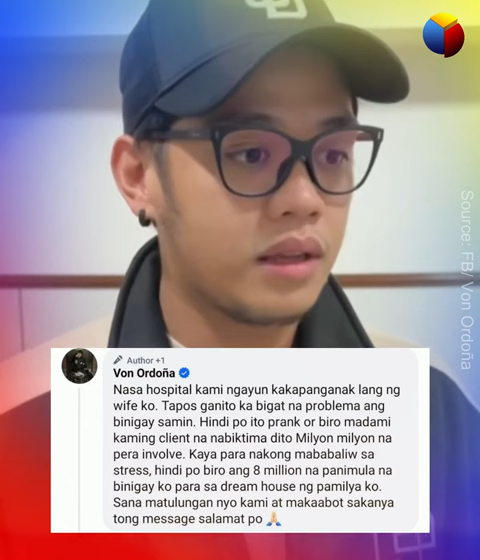 Source: FB/ Von Ordoña
Author +1
Von Ordoña
Nasa hospital kami ngayun kakapanganak lang ng
wife ko. Tapos ganito ka bigat na problema ang
binigay samin. Hindi po ito prank or biro madami
kaming client na nabiktima dito Milyon milyon na
pera involve. Kaya para nakong mababaliw sa
stress, hindi po biro ang 8 million na panimula na
binigay ko para sa dream house ng pamilya ko.
Sana matulungan nyo kami at makaabot sakanya
tong message salamat po 🙏🏻